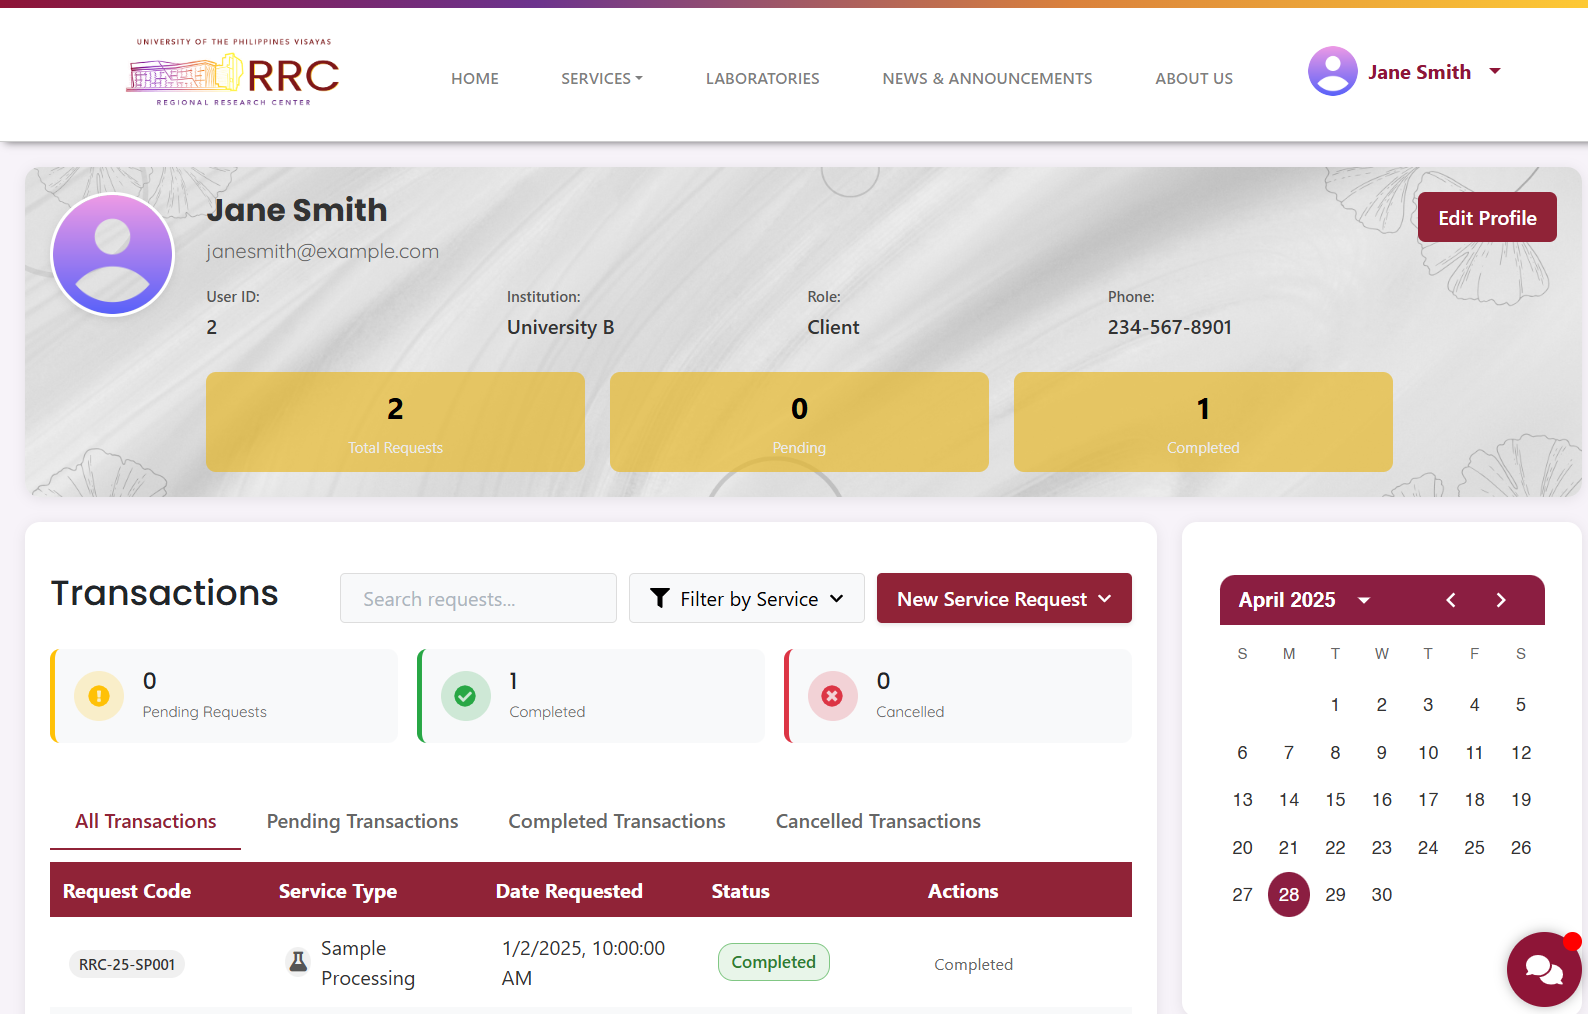 UNIVERSITY OF THE PHILIPPINES VISAYAS
RRC
REGIONAL RESEARCH CENTER
HOME
SERVICES
LABORATORIES
NEWS & ANNOUNCEMENTS
ABOUT US
Jane Smith
Jane Smith
janesmith@example.com
Edit Profile
User ID:
2
Institution:
University B
Role:
Client
Phone:
234-567-8901
2
Total Requests
0
Pending
1
Completed
Transactions
Search requests...
Filter by Service
New Service Request
0
Pending Requests
1
Completed
0
Cancelled
All Transactions
Pending Transactions
Completed Transactions
Cancelled Transactions
Request Code Service Type Date Requested Status Actions
RRC-25-SP001
Sample
Processing
1/2/2025, 10:00:00
AM
Completed
Completed
April 2025
S M T W T F S
1 2 3 4 5
6 7 8 9 10 11 12
13 14 15 16 17 18 19
20 21 22 23 24 25 26
27 28 29 30